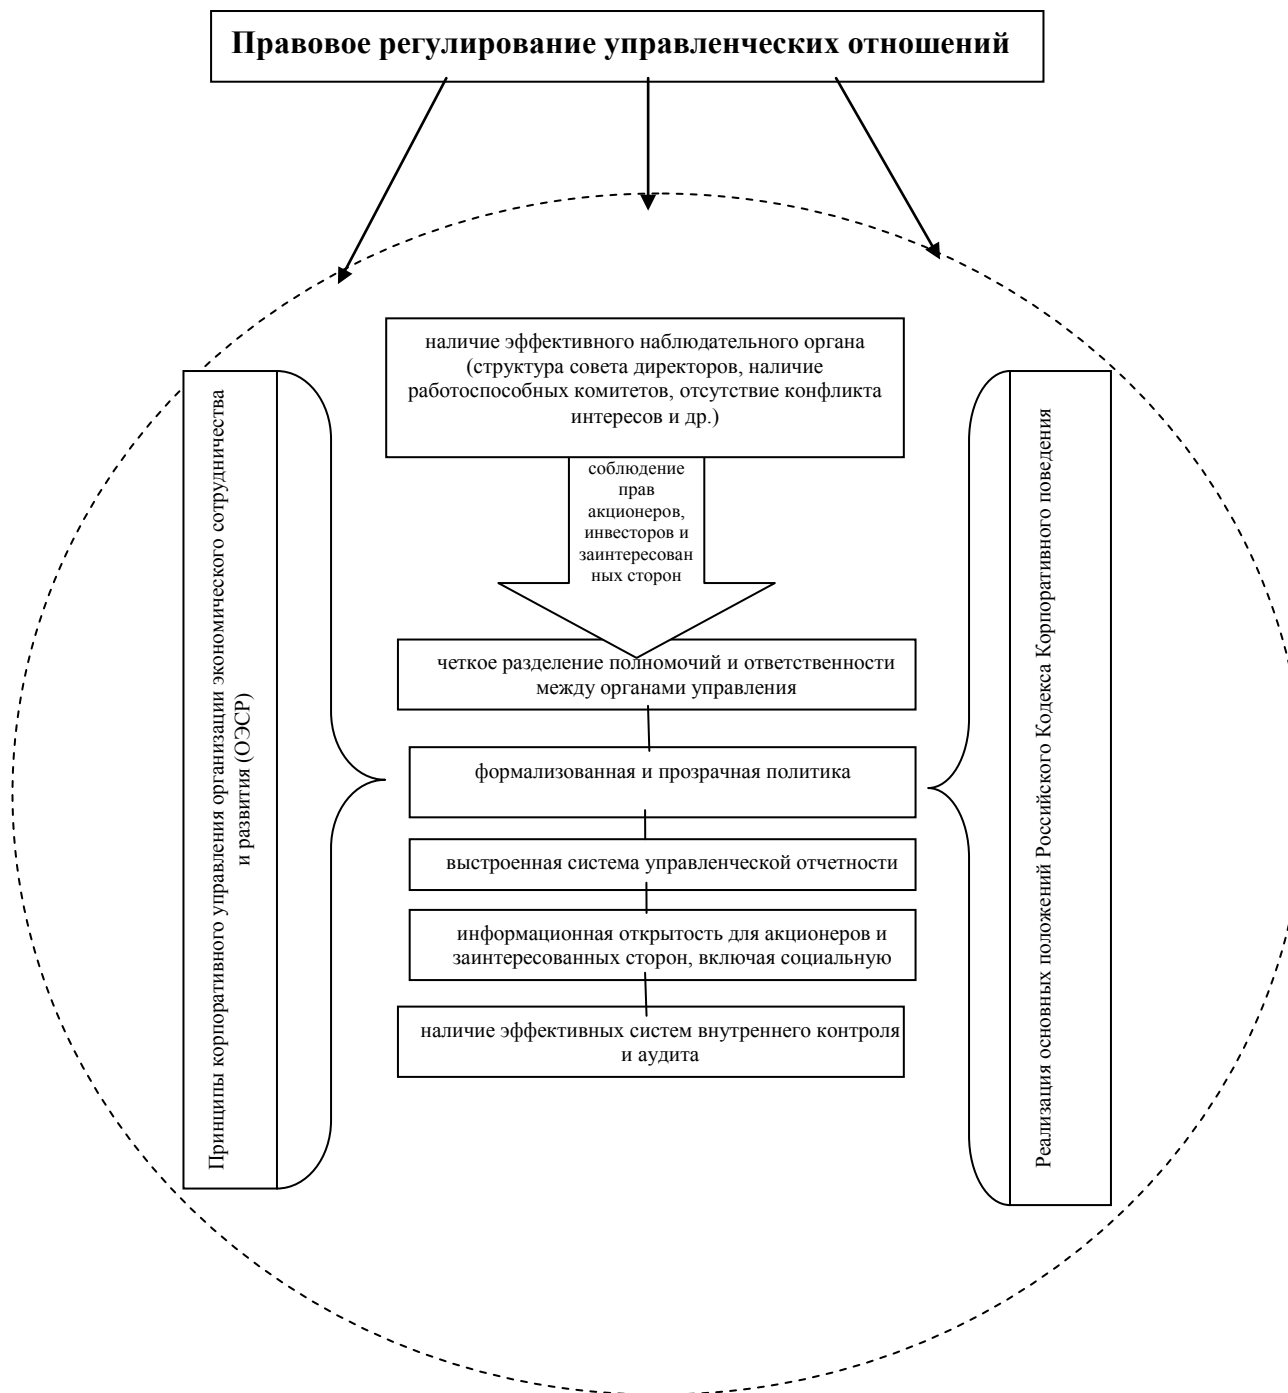 Правовое регулирование управленческих отношений
наличие эффективного наблюдательного органа
(структура совета директоров, наличие
работоспособных комитетов, отсутствие конфликта
интересов и др.)
соблюдение
прав
акционеров,
инвесторов и
заинтересован
ных сторон
Принципы корпоративного управления организации экономического сотрудничества
и развития (ОЭСР)
четкое разделение полномочий и ответственности
между органами управления
формализованная и прозрачная политика
выстроенная система управленческой отчетности
информационная открытость для акционеров и
заинтересованных сторон, включая социальную
наличие эффективных систем внутреннего контроля
и аудита
Реализация основных положений Российского Кодекса Корпоративного поведения